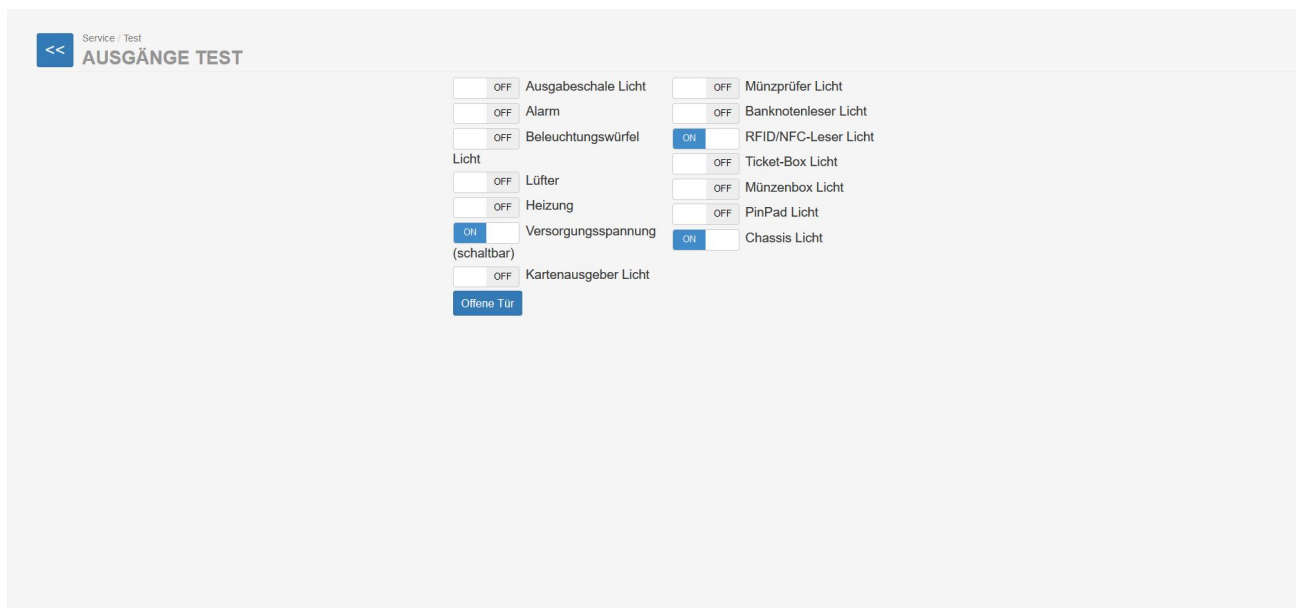 <<
Service / Test
AUSGÄNGE TEST
OFF Ausgabeschale Licht
OFF Alarm
OFF Beleuchtungswürfel
Licht
OFF Lüfter
OFF Heizung
ON Versorgungsspannung
(schaltbar)
OFF Kartenausgeber Licht
Offene Tür
OFF Münzprüfer Licht
OFF Banknotenleser Licht
ON RFID/NFC-Leser Licht
OFF Ticket-Box Licht
OFF Münzenbox Licht
OFF PinPad Licht
ON Chassis Licht